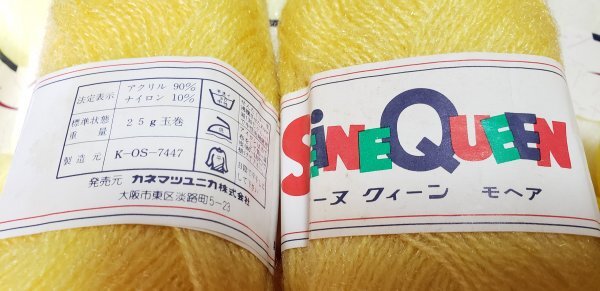 法定表示
アクリル 90%
ナイロン 10%
標準状態
重量
25g玉巻
製造元
K-OS-7447
発売元 カネマツユニカ株式会社
大阪市東区淡路町5-23
SEINE QUEEN
ーヌ クィーン モヘア